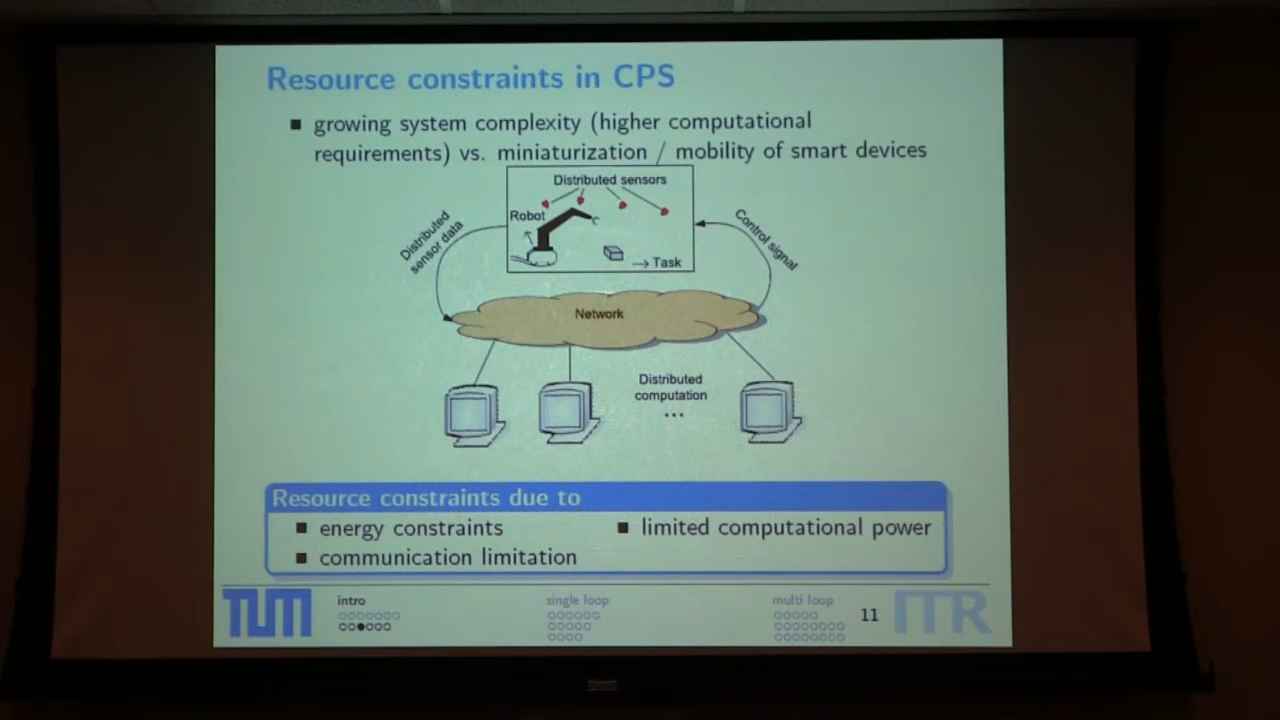 Resource constraints in CPS
growing system complexity (higher computational
requirements) vs. miniaturization / mobility of smart devices
Distributed sensors
Robot
Task
Distributed
sensor data
Control signal
Network
Distributed
computation
...
Resource constraints due to
energy constraints
limited computational power
communication limitation
TUM
intro
single loop
multi loop
11
ITR